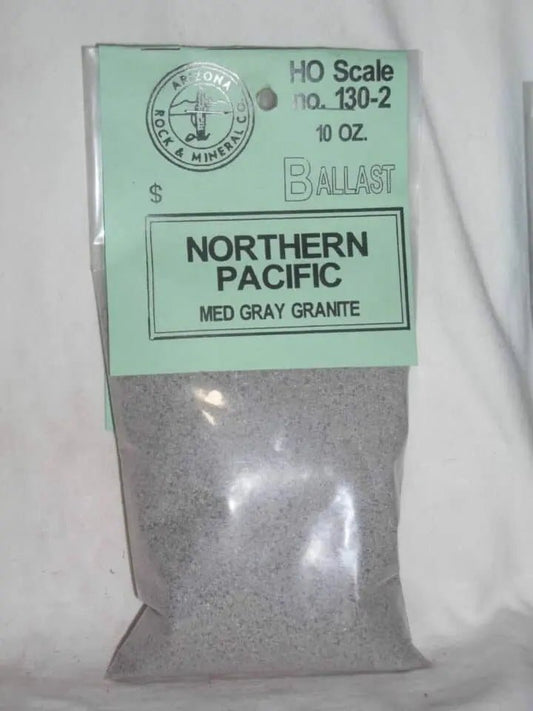 ARIZONA
ROCK & MINERAL CO.
HO Scale
no. 130-2
10 OZ.
BALLAST
$
NORTHERN
PACIFIC
MED GRAY GRANITE